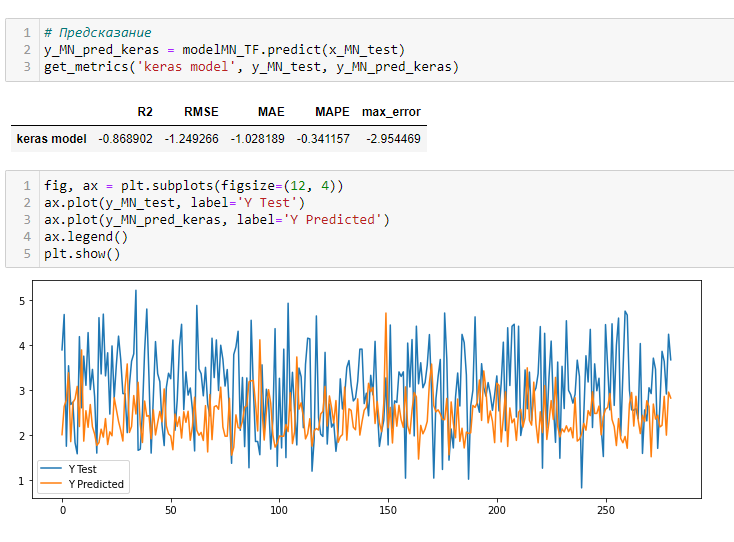 1 # Предсказание
2 y_MN_pred_keras = modelMN_TF.predict(x_MN_test)
3 get_metrics('keras model', y_MN_test, y_MN_pred_keras)
R2 RMSE MAE MAPE max_error
keras model -0.868902 -1.249266 -1.028189 -0.341157 -2.954469
1 fig, ax = plt.subplots(figsize=(12, 4))
2 ax.plot(y_MN_test, label='Y Test')
3 ax.plot(y_MN_pred_keras, label='Y Predicted')
4 ax.legend()
5 plt.show()
5
4
3
2
1
Y Test
Y Predicted
0 50 100 150 200 250